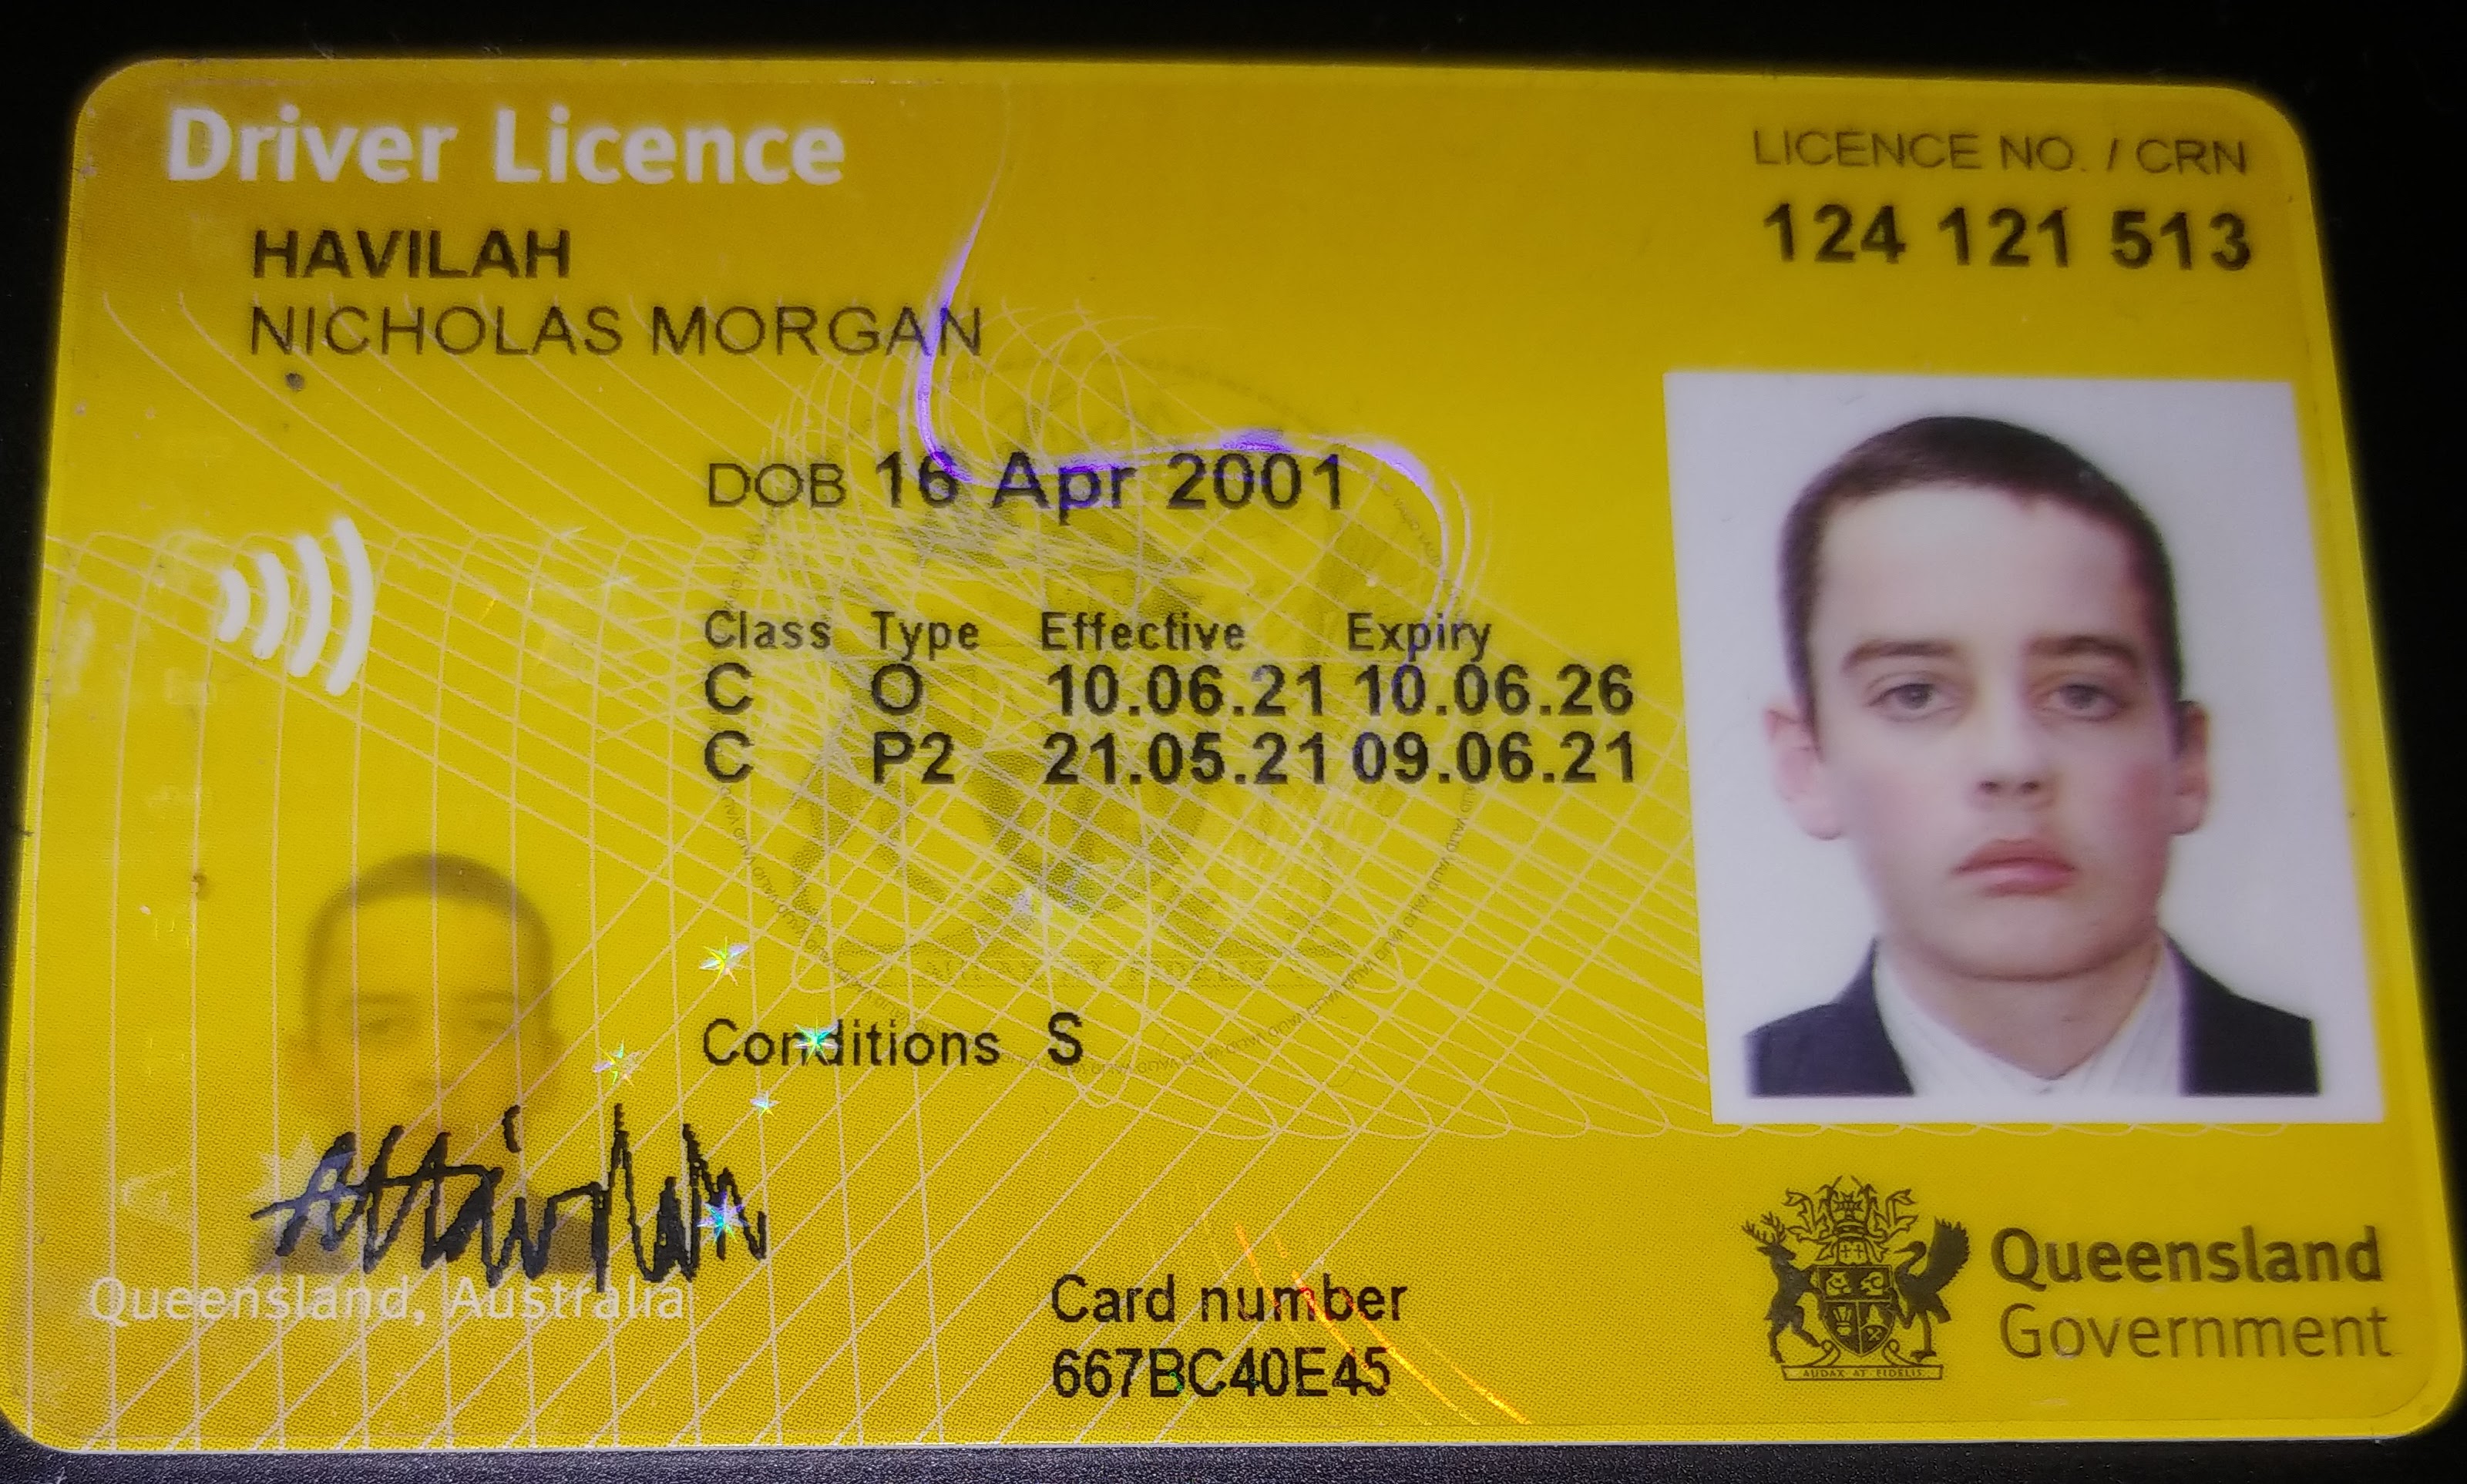 Driver Licence
LICENCE NO. / CRN
HAVILAH
124 121 513
NICHOLAS MORGAN
DOB 16 Apr 2001
Class Type Effective Expiry
C O 10.06.21 10.06.26
C P2 21.05.21 09.06.21
Conditions S
Queensland, Australia
Card number
667BC40E45
Queensland
Government
AUDAX AT FIDELIS